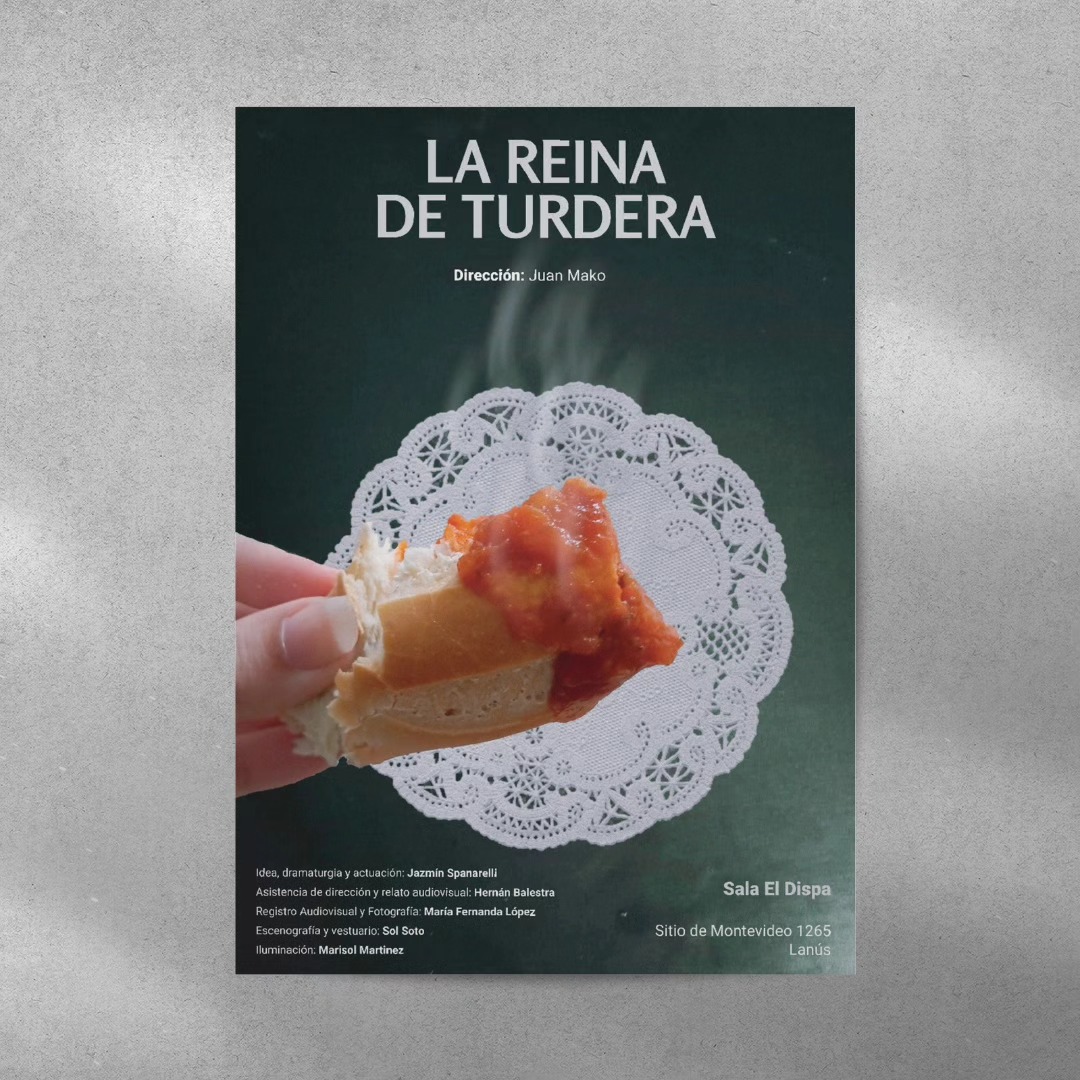 LA REINA
DE TURDERA
Dirección: Juan Mako
Idea, dramaturgia y actuación: Jazmín Spanarelli
Asistencia de dirección y relato audiovisual: Hernán Balestra
Registro Audiovisual y Fotografía: María Fernanda López
Escenografía y vestuario: Sol Soto
Iluminación: Marisol Martinez
Sala El Dispa
Sitio de Montevideo 1265
Lanús